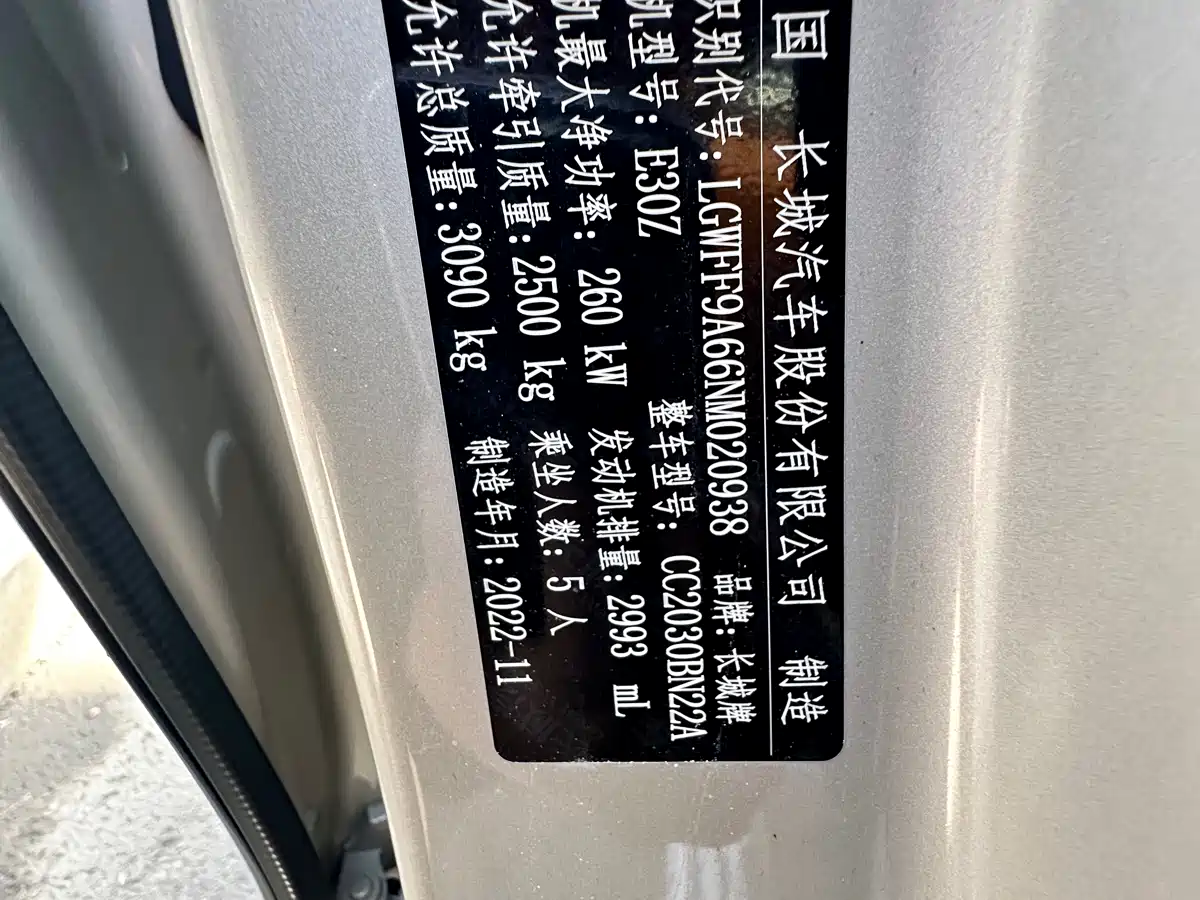 国 长城汽车股份有限公司 制造
识别代号:LGWFF9A66NM020938 品牌:长城牌
机型号:E30Z 整车型号:CC2030BN22A
机最大净功率:260 kW 发动机排量:2993 mL
允许牵引质量:2500 kg 乘坐人数:5 人
允许总质量:3090 kg 制造年月:2022-11